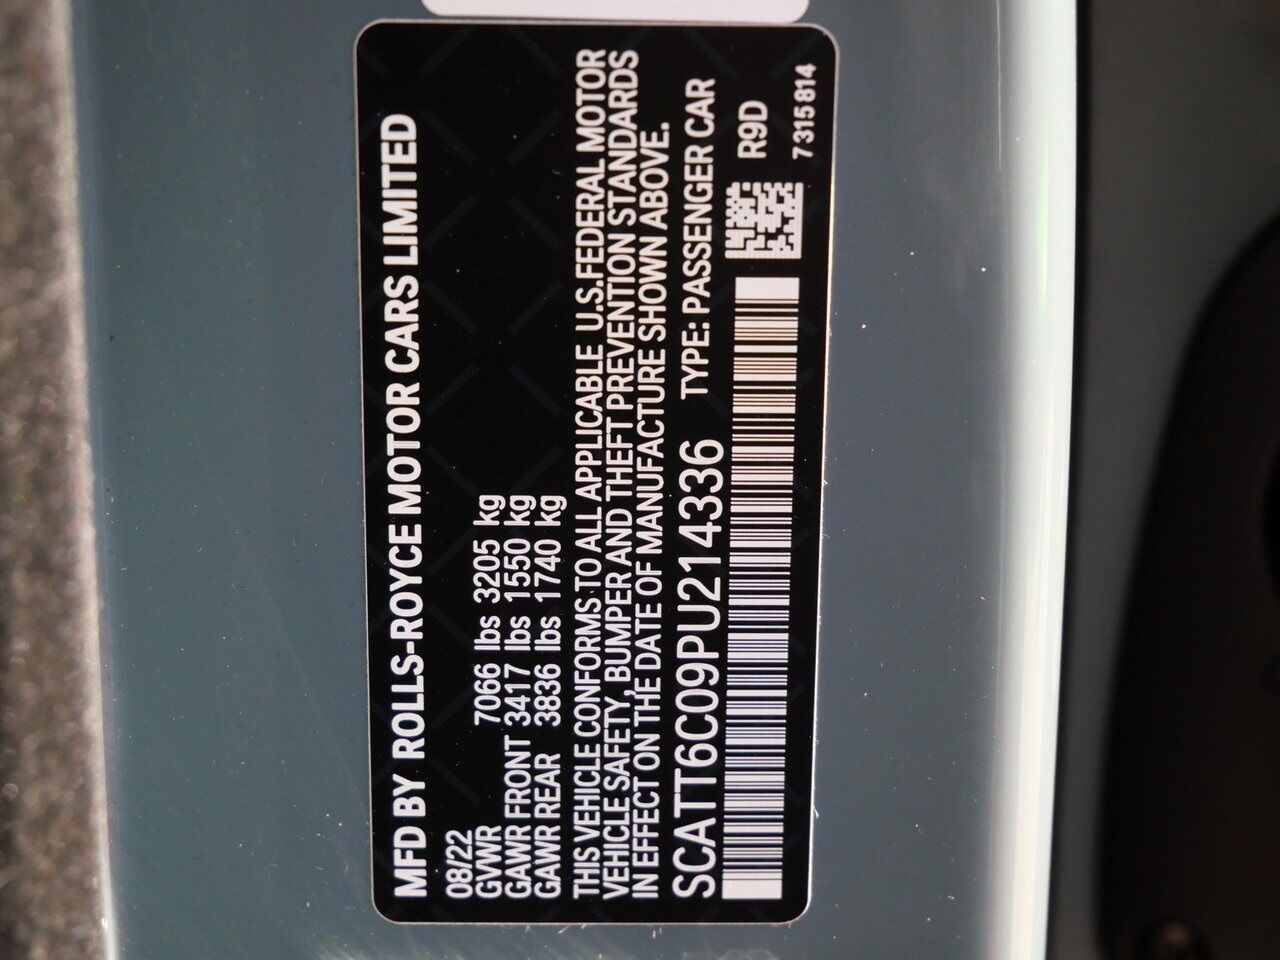 MFD BY ROLLS-ROYCE MOTOR CARS LIMITED
08/22
GVWR 7066 lbs 3205 kg
GAWR FRONT 3417 lbs 1550 kg
GAWR REAR 3836 lbs 1740 kg
THIS VEHICLE CONFORMS TO ALL APPLICABLE U.S.FEDERAL MOTOR
VEHICLE SAFETY, BUMPER AND THEFT PREVENTION STANDARDS
IN EFFECT ON THE DATE OF MANUFACTURE SHOWN ABOVE.
SCATT6C09PU214336 TYPE: PASSENGER CAR
R9D
7315814